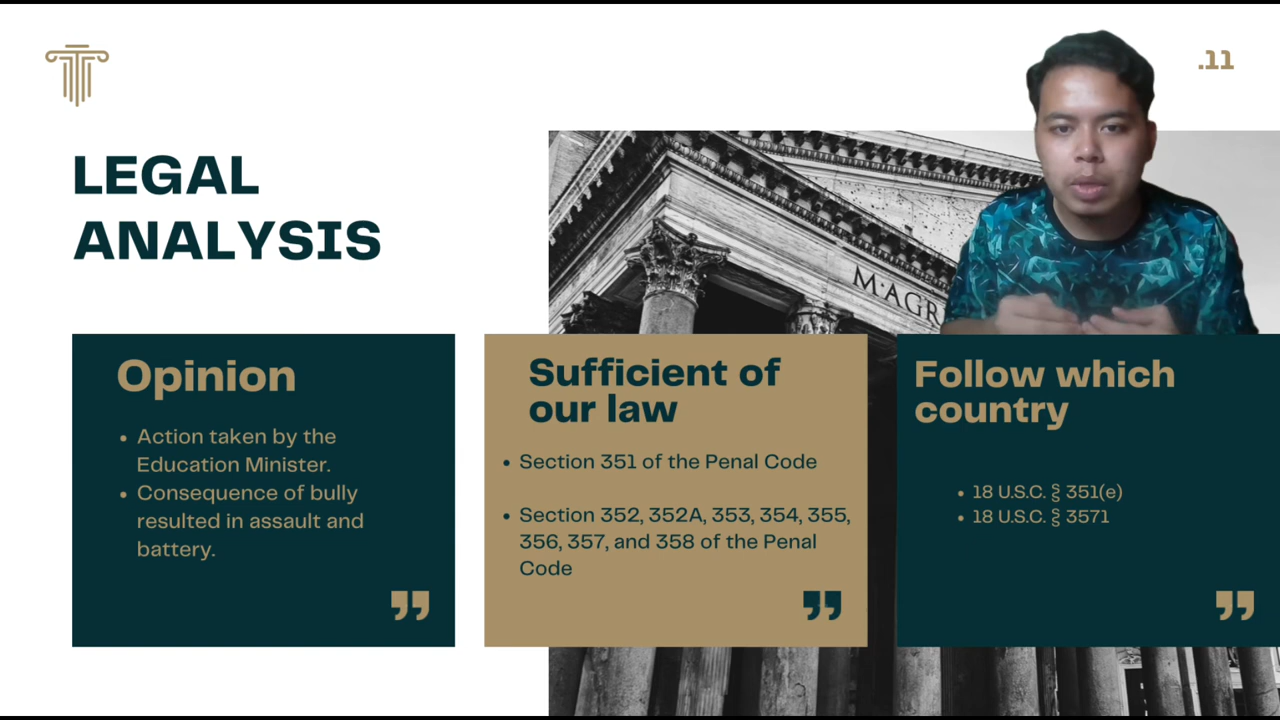 .11
LEGAL
ANALYSIS
M·AGR
Opinion
• Action taken by the
Education Minister.
• Consequence of bully
resulted in assault and
battery.
Sufficient of
our law
• Section 351 of the Penal Code
• Section 352, 352A, 353, 354, 355,
356, 357, and 358 of the Penal
Code
Follow which
country
• 18 U.S.C. § 351(e)
• 18 U.S.C. § 3571